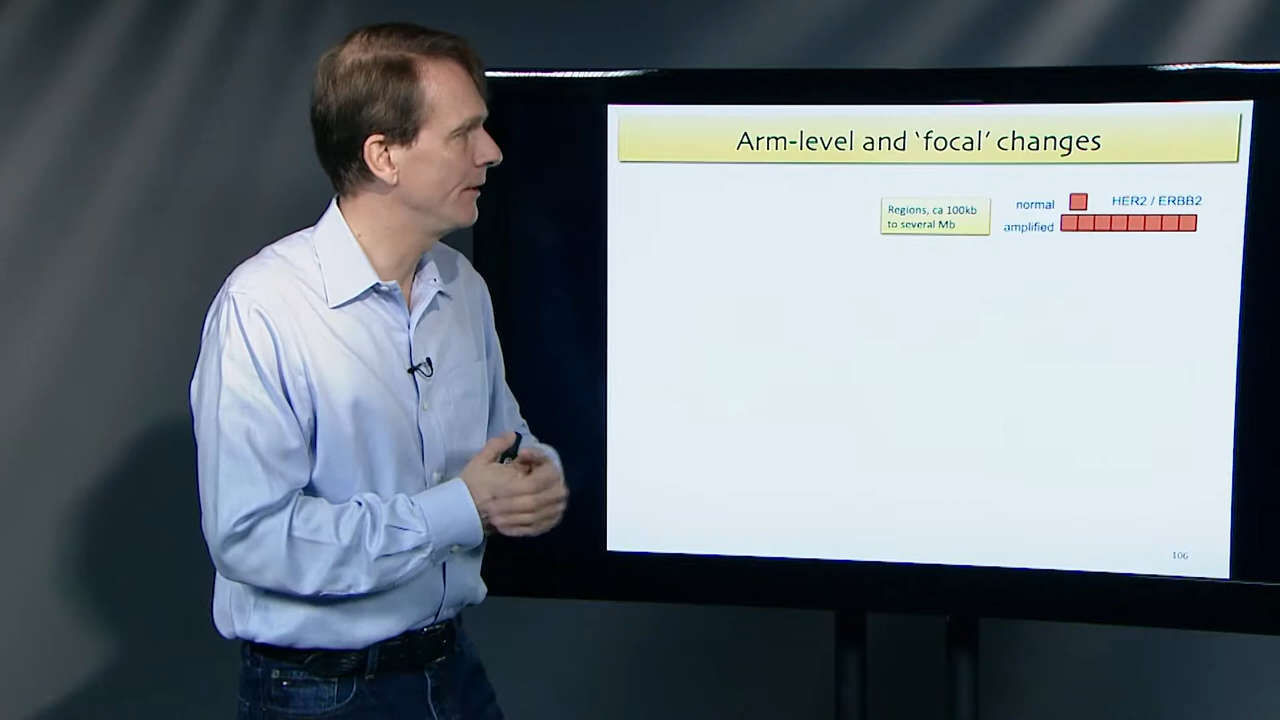 Arm-level and ‘focal’ changes
Regions, ca 100kb
to several Mb
normal
HER2 / ERBB2
amplified
106